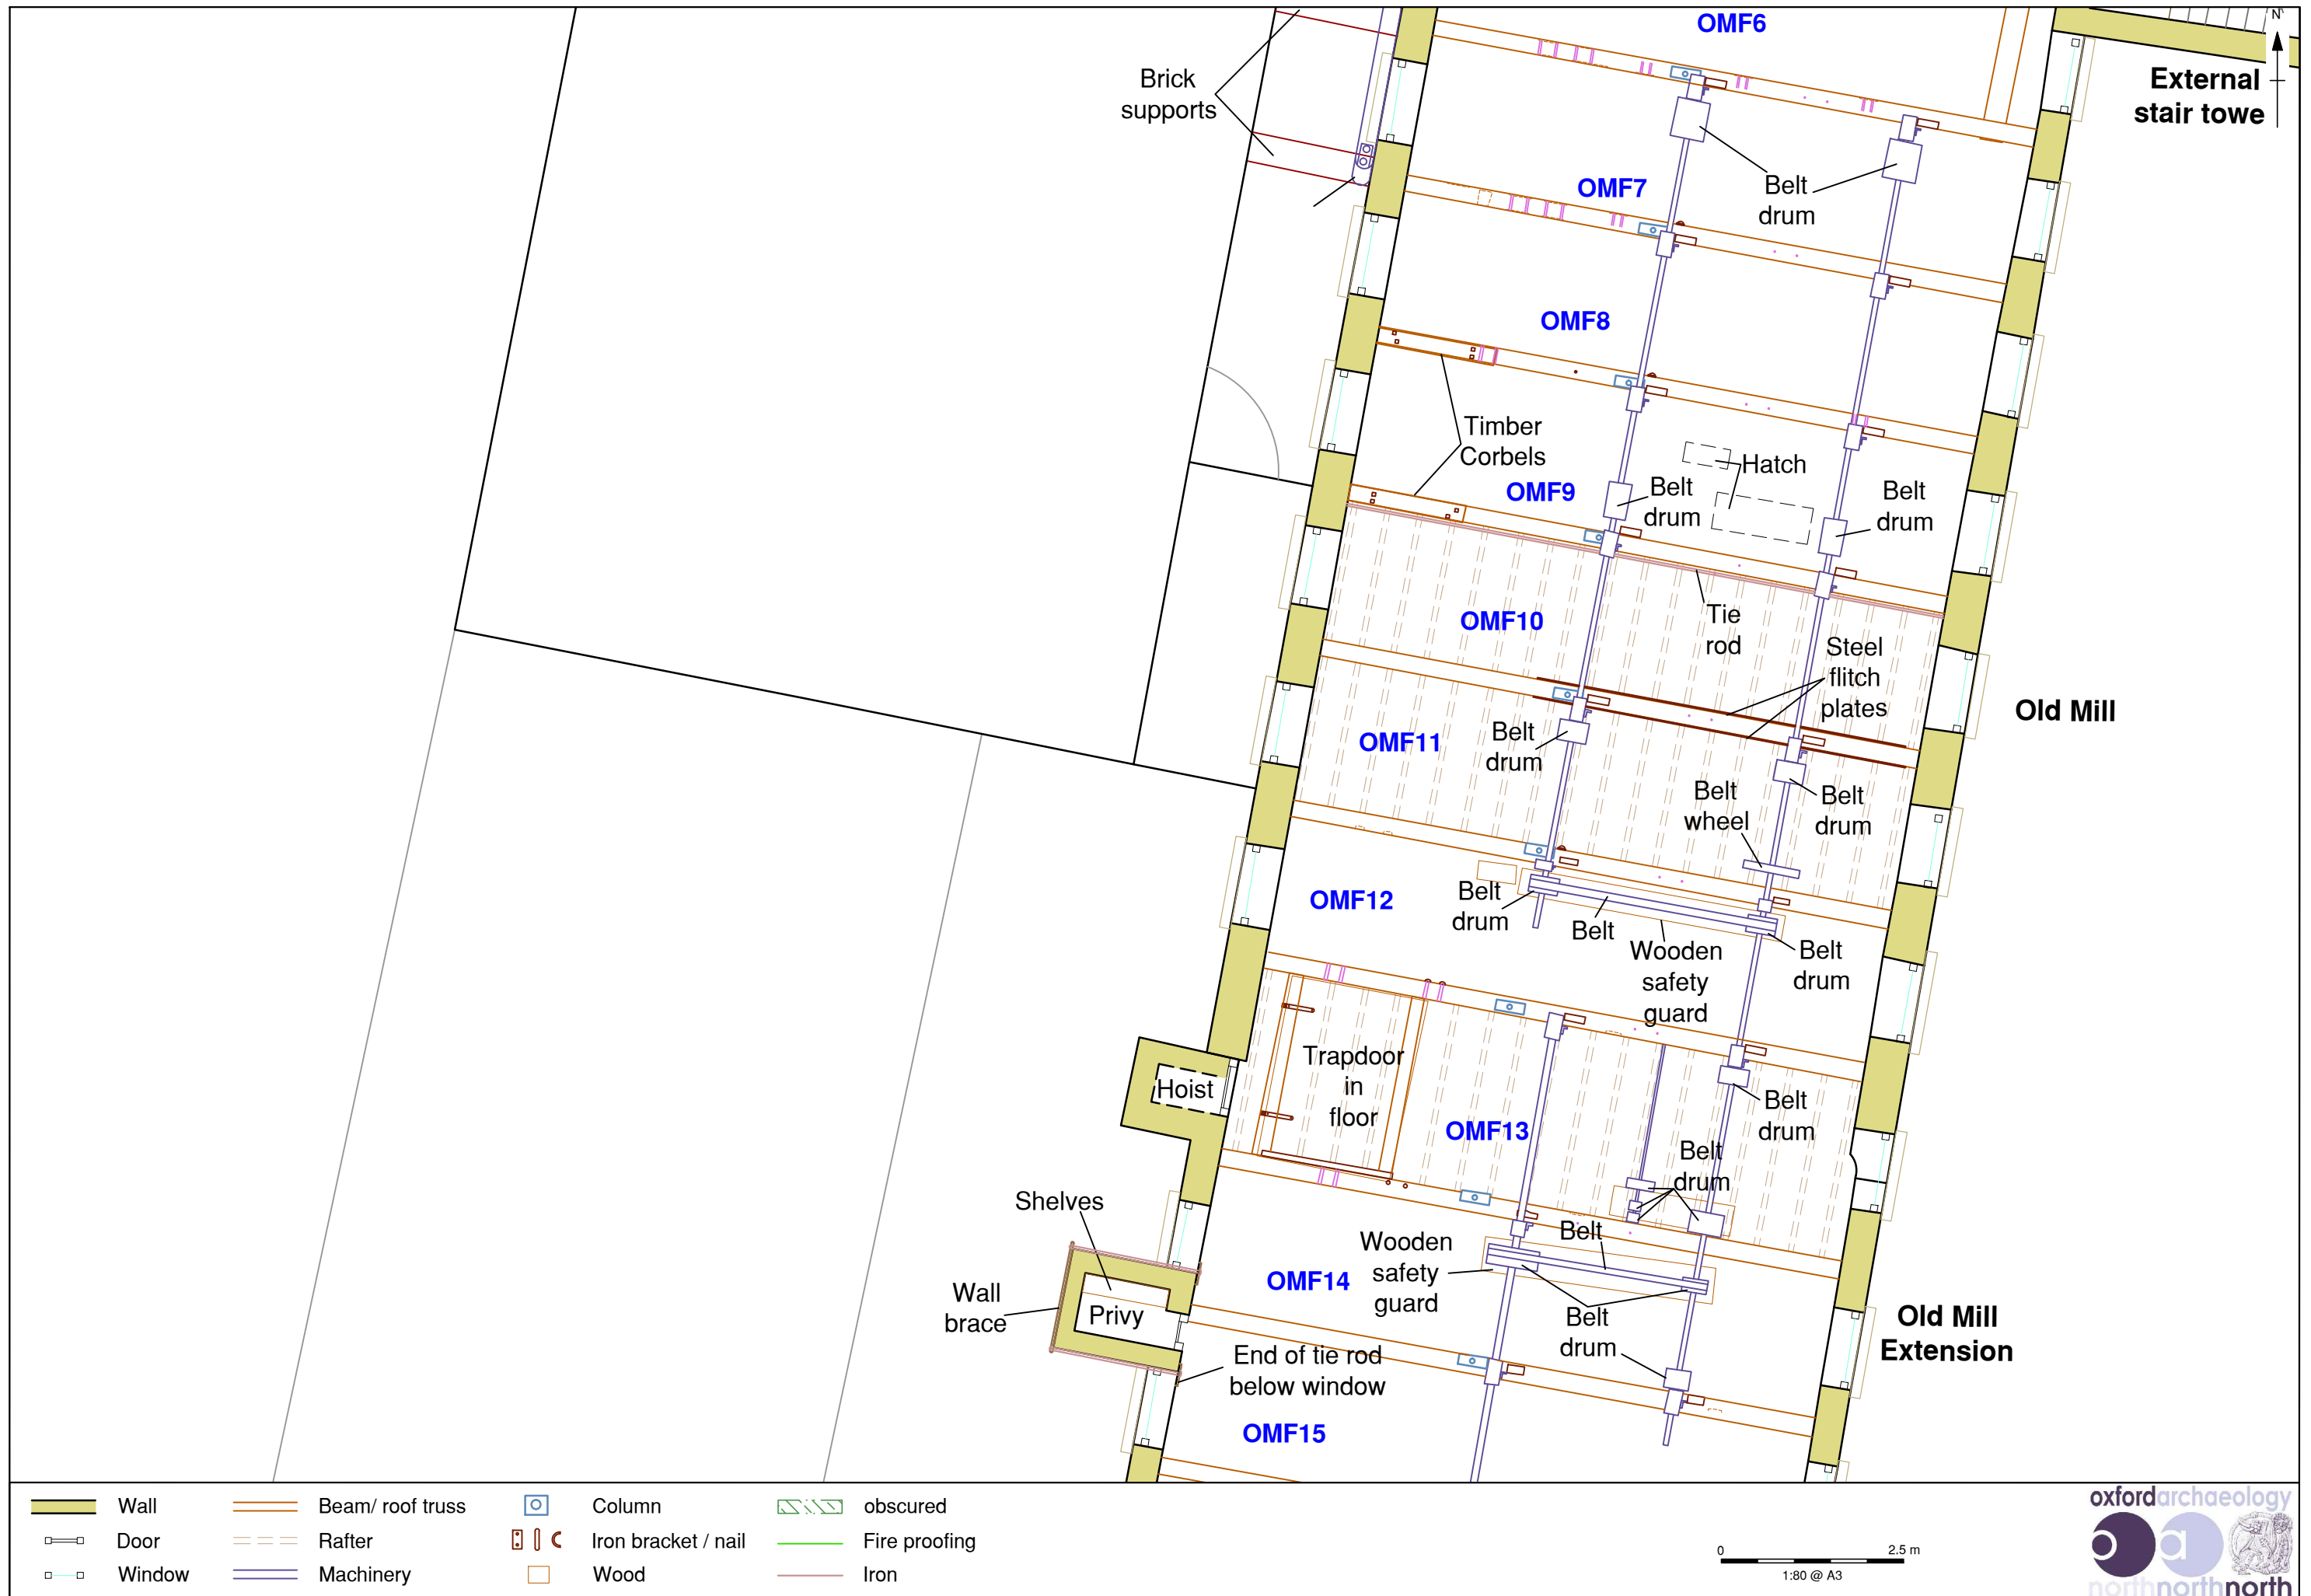 OMF6
N
Brick
supports
External
stair towe
OMF7
Belt
drum
OMF8
Timber
Corbels
Hatch
OMF9
Belt
drum
Belt
drum
OMF10
Tie
rod
Steel
flitch
plates
Old Mill
OMF11
Belt
drum
Belt
wheel
Belt
drum
OMF12
Belt
drum
Belt
Wooden
safety
guard
Belt
drum
Hoist
Trapdoor
in
floor
OMF13
Belt
drum
Belt
drum
Shelves
Wall
brace
Privy
OMF14
Wooden
safety
guard
Belt
Belt
drum
Old Mill
Extension
End of tie rod
below window
OMF15
Wall
Beam/ roof truss
Column
obscured
Door
Rafter
Iron bracket / nail
Fire proofing
Window
Machinery
Wood
Iron
0 2.5 m
1:80 @ A3
oxfordarchaeology
oa
northnorthnorth